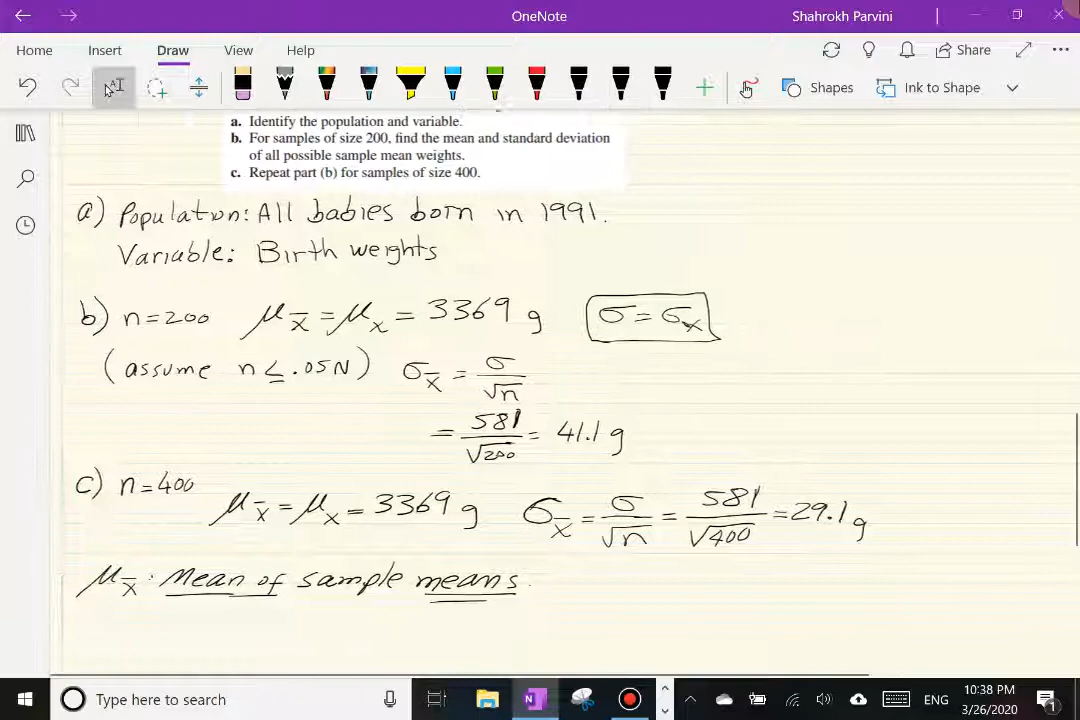 OneNote
Shahrokh Parvini
Home Insert Draw View Help
Share
Shapes
Ink to Shape
a. Identify the population and variable.
b. For samples of size 200, find the mean and standard deviation
of all possible sample mean weights.
c. Repeat part (b) for samples of size 400.
a) Population: All babies born in 1991.
Variable: Birth weights
b) n=200 μx̄ = μx = 3369 g σ = σx
(assume n ≤ .05N) σx̄ = σ/√n
= 581/√200 = 41.1 g
c) n=400 μx̄ = μx = 3369 g σx̄ = σ/√n = 581/√400 = 29.1 g
μx̄ : Mean of sample means.
Type here to search
ENG
10:38 PM
3/26/2020
1